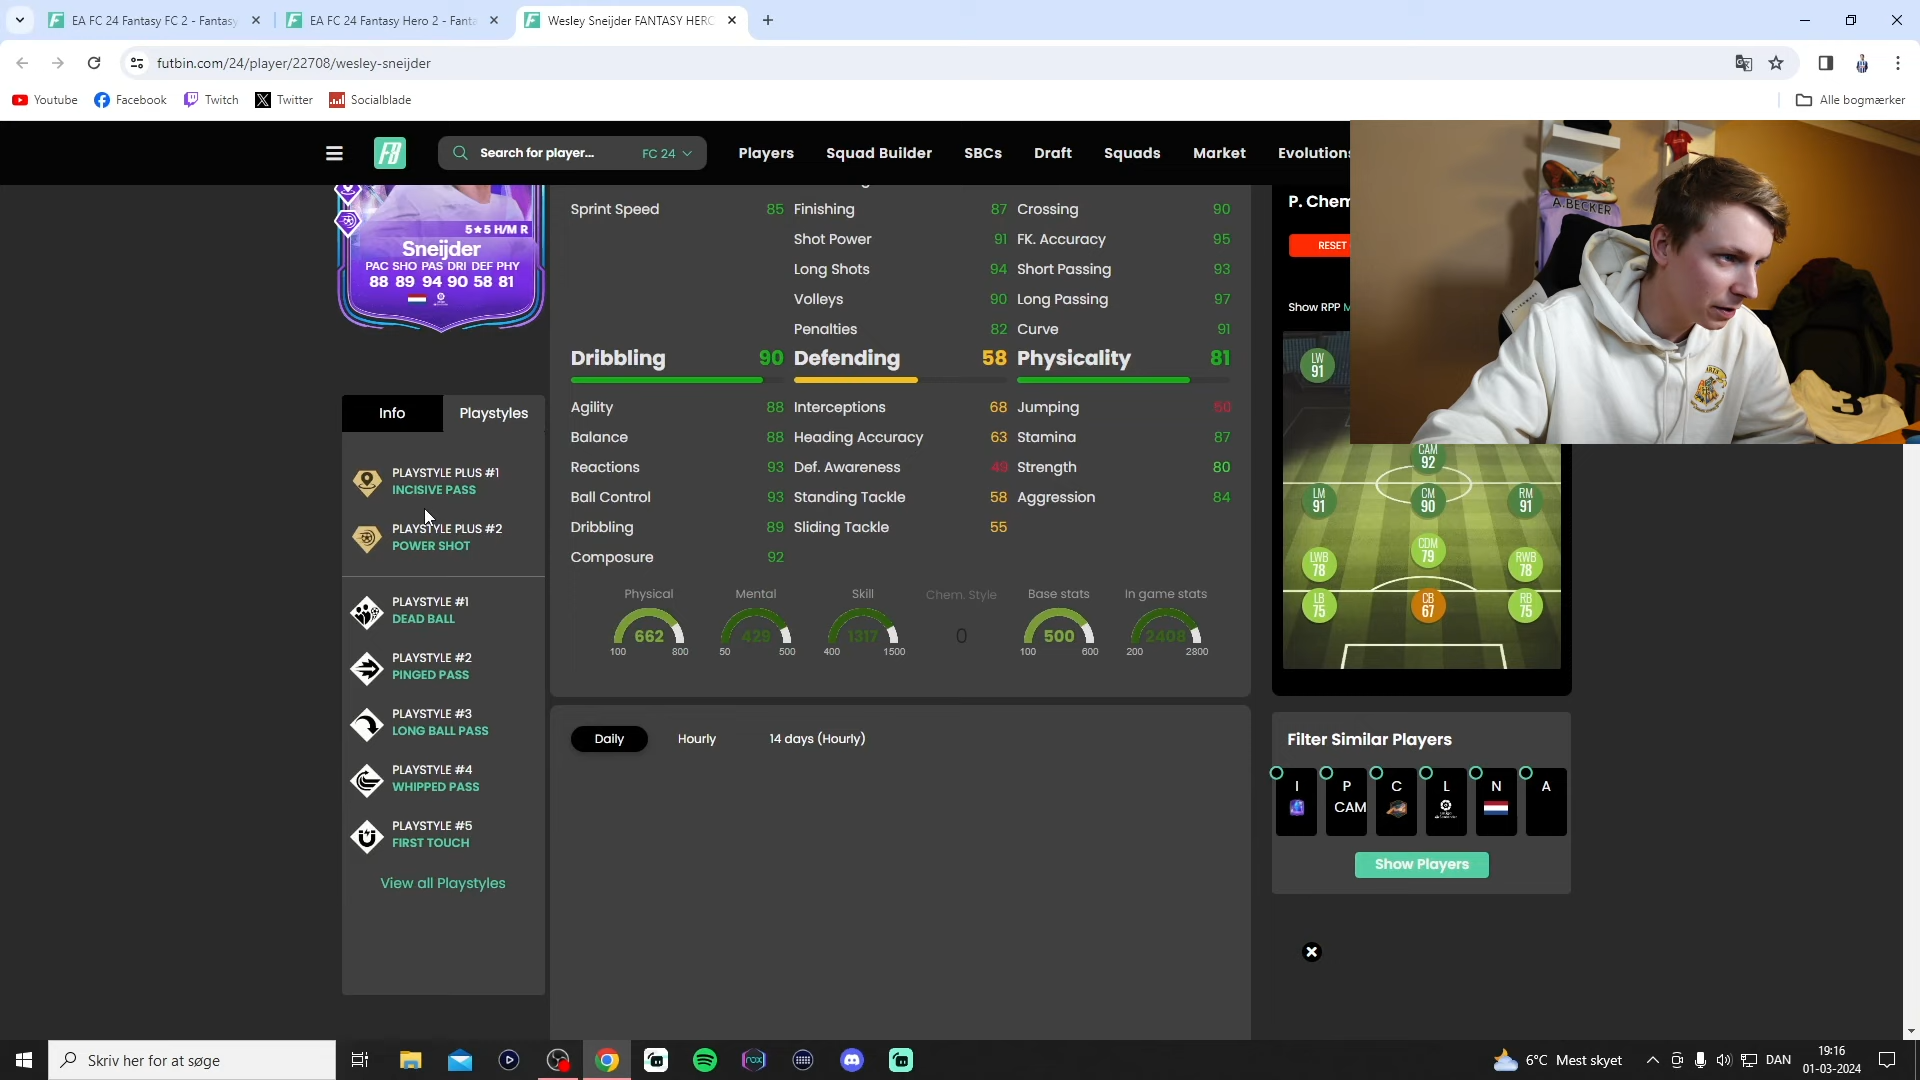 EA FC 24 Fantasy FC 2 - Fantasy
EA FC 24 Fantasy Hero 2 - Fanta
Wesley Sneijder FANTASY HERO
futbin.com/24/player/22708/wesley-sneijder
Youtube
Facebook
Twitch
Twitter
Socialblade
Alle bogmærker
FB
Search for player...
FC 24
Players
Squad Builder
SBCs
Draft
Squads
Market
Evolutions
5★5 H/M R
Sneijder
PAC SHO PAS DRI DEF PHY
88 89 94 90 58 81
Sprint Speed 85
Finishing 87
Shot Power 91
Long Shots 94
Volleys 90
Penalties 82
Crossing 90
FK. Accuracy 95
Short Passing 93
Long Passing 97
Curve 91
Dribbling 90
Agility 88
Balance 88
Reactions 93
Ball Control 93
Dribbling 89
Composure 92
Defending 58
Interceptions 68
Heading Accuracy 63
Def. Awareness 49
Standing Tackle 58
Sliding Tackle 55
Physicality 81
Jumping 50
Stamina 87
Strength 80
Aggression 84
Physical
662
100 800
Mental
429
50 500
Skill
1317
400 1500
Chem. Style
0
Base stats
500
100 600
In game stats
2408
200 2800
Info
Playstyles
PLAYSTYLE PLUS #1
INCISIVE PASS
PLAYSTYLE PLUS #2
POWER SHOT
PLAYSTYLE #1
DEAD BALL
PLAYSTYLE #2
PINGED PASS
PLAYSTYLE #3
LONG BALL PASS
PLAYSTYLE #4
WHIPPED PASS
PLAYSTYLE #5
FIRST TOUCH
View all Playstyles
Daily
Hourly
14 days (Hourly)
P. Chem
RESET
Show RPP M
LW
91
CAM
92
LM
91
CM
90
RM
91
CDM
79
LWB
78
RWB
78
LB
75
CB
67
RB
75
Filter Similar Players
I
P
CAM
C
L
N
A
Show Players
A.BECKER
3
Skriv her for at søge
6°C Mest skyet
DAN
19:16
01-03-2024